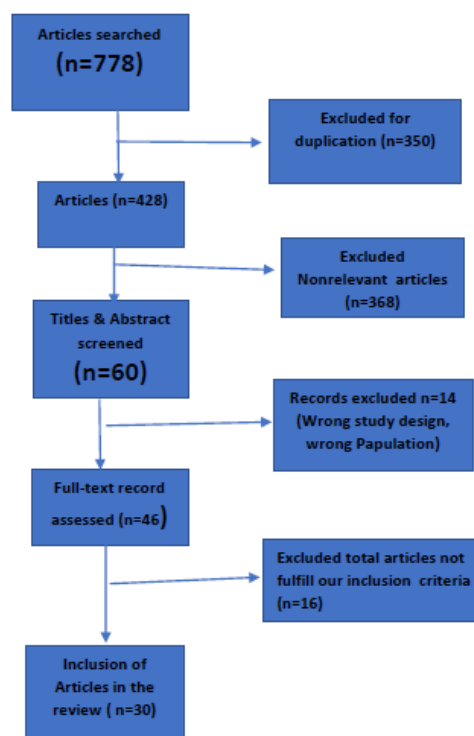 Articles searched
(n=778)
Excluded for
duplication (n=350)
Articles (n=428)
Excluded
Nonrelevant articles
(n=368)
Titles & Abstract
screened
(n=60)
Records excluded n=14
(Wrong study design,
wrong Papulation)
Full-text record
assessed (n=46)
Excluded total articles not
fulfill our inclusion criteria
(n=16)
Inclusion of
Articles in the
review ( n=30)